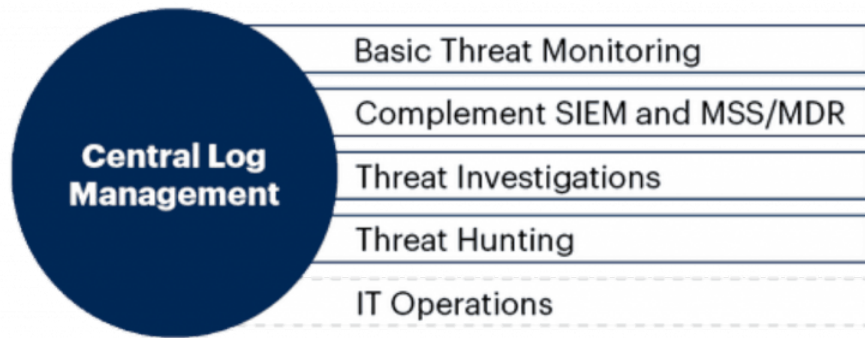 Central Log
Management
Basic Threat Monitoring
Complement SIEM and MSS/MDR
Threat Investigations
Threat Hunting
IT Operations